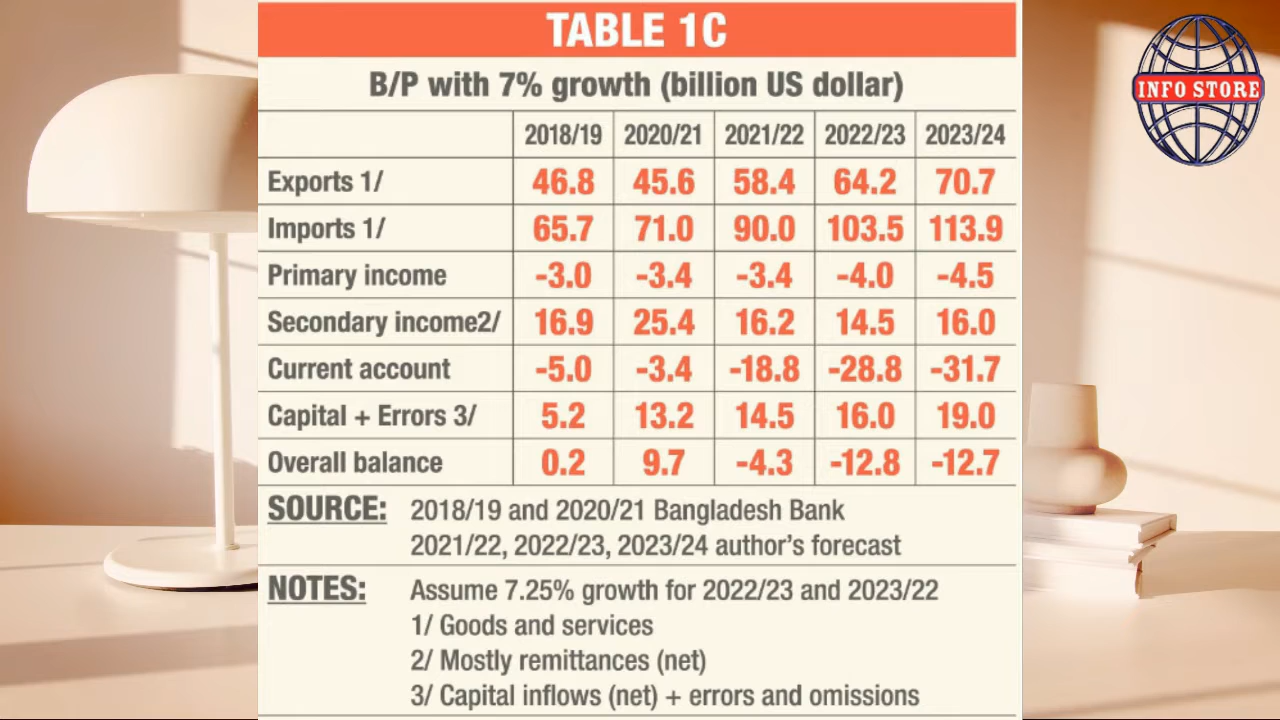 TABLE 1C
INFO STORE
B/P with 7% growth (billion US dollar)
2018/19 2020/21 2021/22 2022/23 2023/24
Exports 1/ 46.8 45.6 58.4 64.2 70.7
Imports 1/ 65.7 71.0 90.0 103.5 113.9
Primary income -3.0 -3.4 -3.4 -4.0 -4.5
Secondary income2/ 16.9 25.4 16.2 14.5 16.0
Current account -5.0 -3.4 -18.8 -28.8 -31.7
Capital + Errors 3/ 5.2 13.2 14.5 16.0 19.0
Overall balance 0.2 9.7 -4.3 -12.8 -12.7
SOURCE: 2018/19 and 2020/21 Bangladesh Bank
2021/22, 2022/23, 2023/24 author's forecast
NOTES: Assume 7.25% growth for 2022/23 and 2023/22
1/ Goods and services
2/ Mostly remittances (net)
3/ Capital inflows (net) + errors and omissions